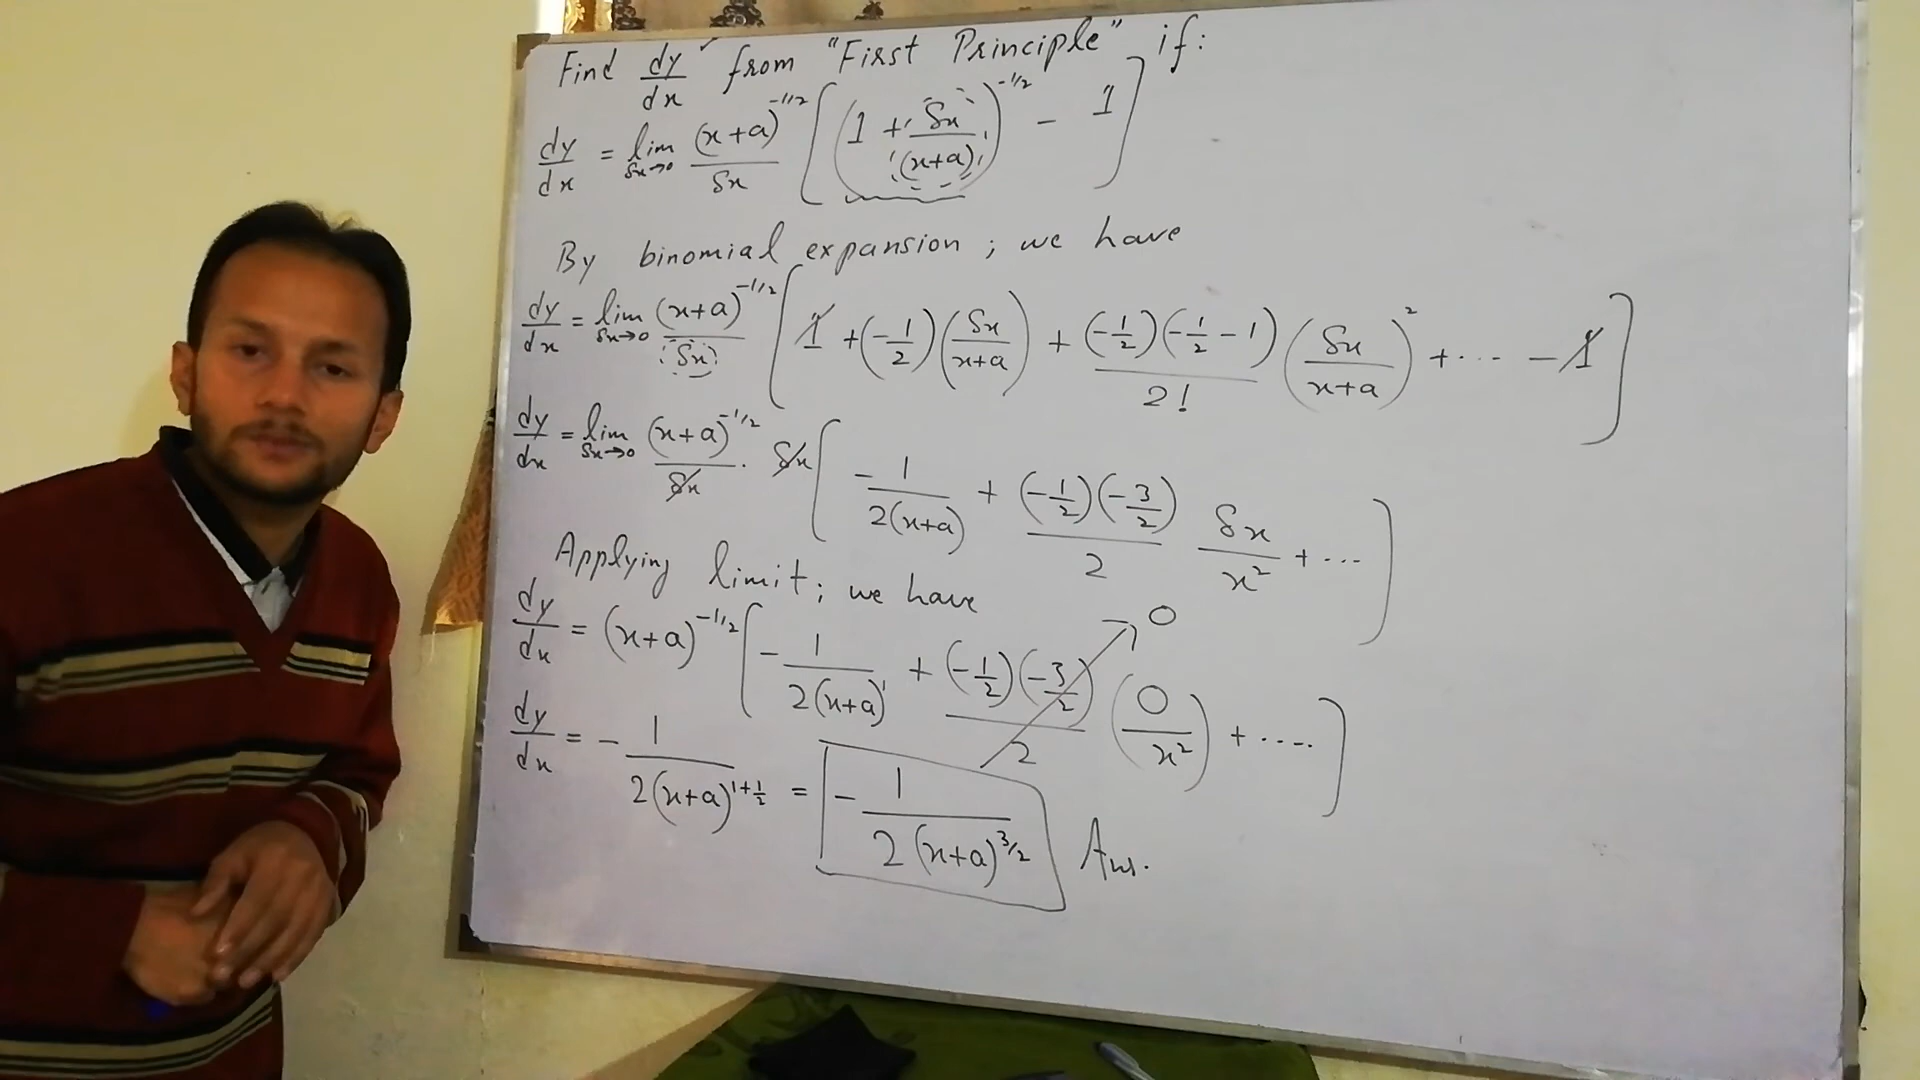 Find dy/dx from "First Principle" if:
dy/dx = lim δx→0 (x+a)^-1/2 / δx [(1 + δx/(x+a))^-1/2 - 1]
By binomial expansion ; we have
dy/dx = lim δx→0 (x+a)^-1/2 / δx [1 + (-1/2)(δx/(x+a)) + (-1/2)(-1/2 - 1)/2! (δx/(x+a))^2 + ... - 1]
dy/dx = lim δx→0 (x+a)^-1/2 / δx . δx [-1/2(x+a) + (-1/2)(-3/2)/2 δx/x^2 + ...]
Applying limit; we have
dy/dx = (x+a)^-1/2 [-1/2(x+a)^1 + (-1/2)(-3/2)/2 (0/x^2) + ....] → 0
dy/dx = -1/2(x+a)^1+1/2 = -1/2(x+a)^3/2 Ans.